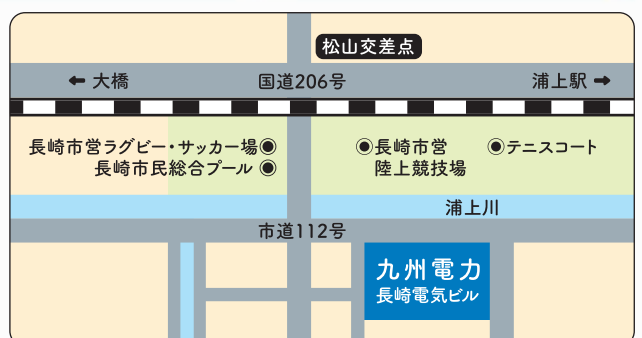 松山交差点
← 大橋
国道206号
浦上駅 →
長崎市営ラグビー・サッカー場◉
長崎市民総合プール ◉
◉長崎市営
陸上競技場
◉テニスコート
浦上川
市道112号
九州電力
長崎電気ビル